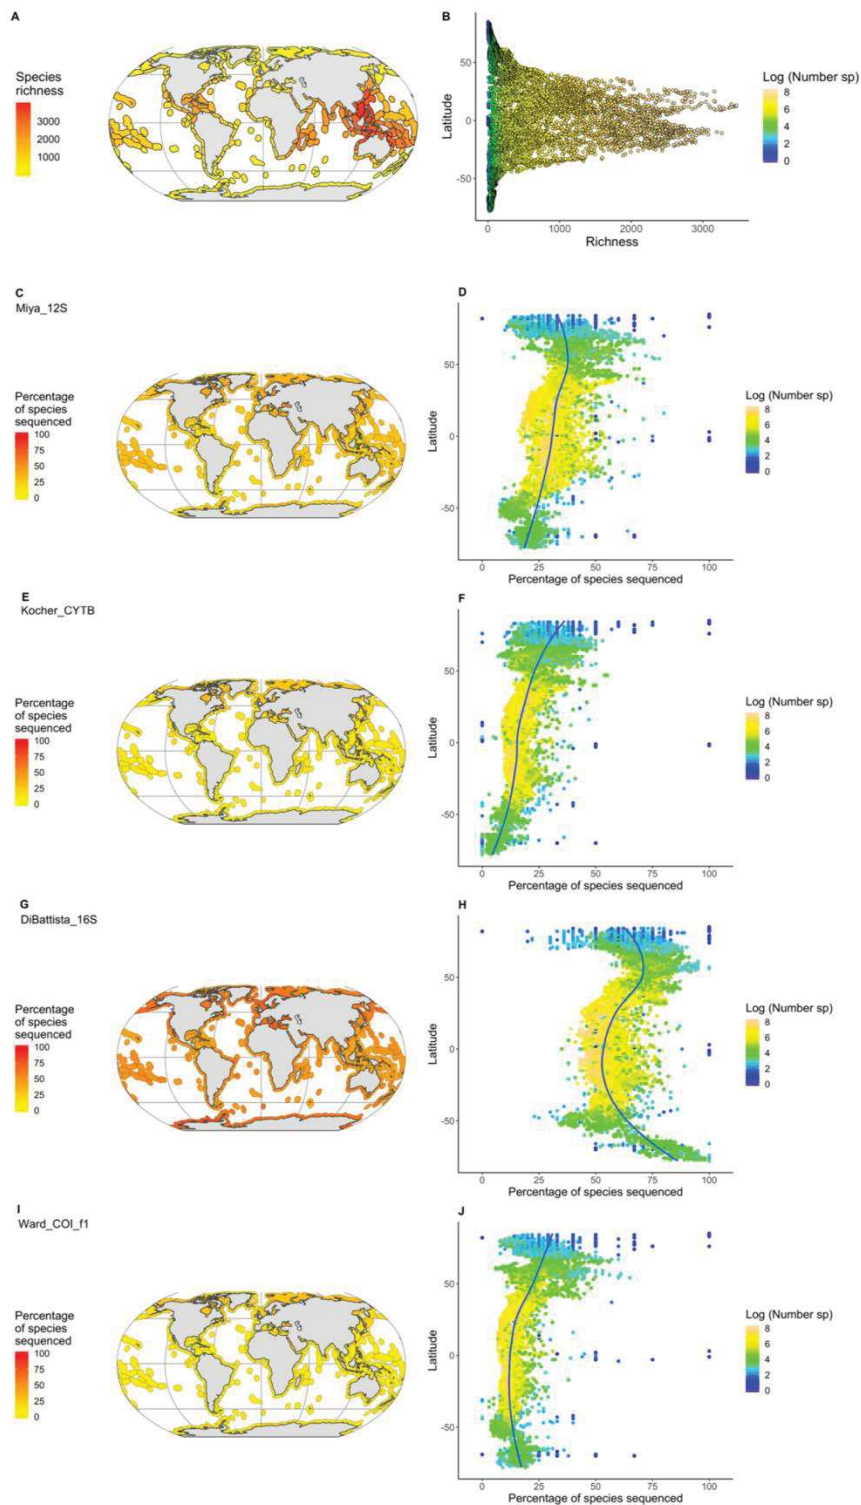 A
Species
richness
3000
2000
1000
B
Latitude
50
0
-50
0
1000
2000
3000
Richness
Log (Number sp)
8
6
4
2
0
C
Miya_12S
Percentage
of species
sequenced
100
75
50
25
0
D
Latitude
50
0
-50
0
25
50
75
100
Percentage of species sequenced
Log (Number sp)
8
6
4
2
0
E
Kocher_CYTB
Percentage
of species
sequenced
100
75
50
25
0
F
Latitude
50
0
-50
0
25
50
75
100
Percentage of species sequenced
Log (Number sp)
8
6
4
2
0
G
DiBattista_16S
Percentage
of species
sequenced
100
75
50
25
0
H
Latitude
50
0
-50
0
25
50
75
100
Percentage of species sequenced
Log (Number sp)
8
6
4
2
0
I
Ward_COI_f1
Percentage
of species
sequenced
100
75
50
25
0
J
Latitude
50
0
-50
0
25
50
75
100
Percentage of species sequenced
Log (Number sp)
8
6
4
2
0